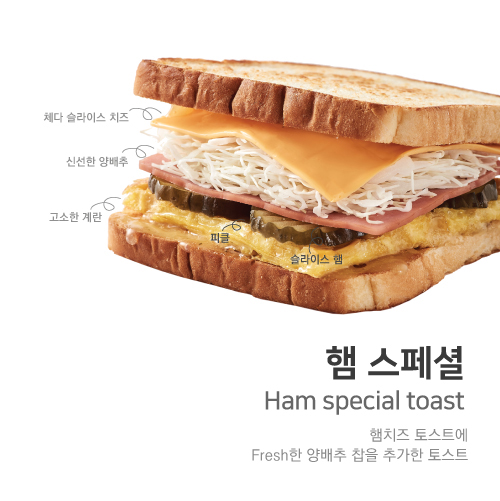 체다 슬라이스 치즈
신선한 양배추
고소한 계란
피클
슬라이스 햄
햄 스페셜
Ham special toast
햄치즈 토스트에
Fresh한 양배추 찹을 추가한 토스트